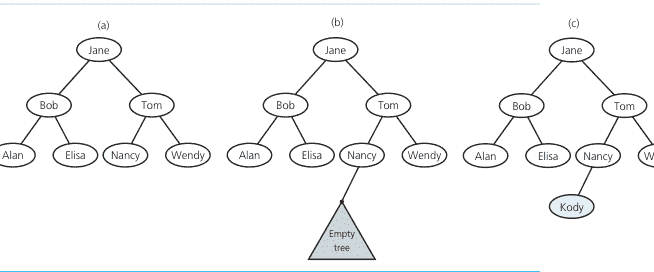 (a)
Jane
Bob Tom
Alan Elisa Nancy Wendy
(b)
Jane
Bob Tom
Alan Elisa Nancy Wendy
Empty
tree
(c)
Jane
Bob Tom
Alan Elisa Nancy W
Kody